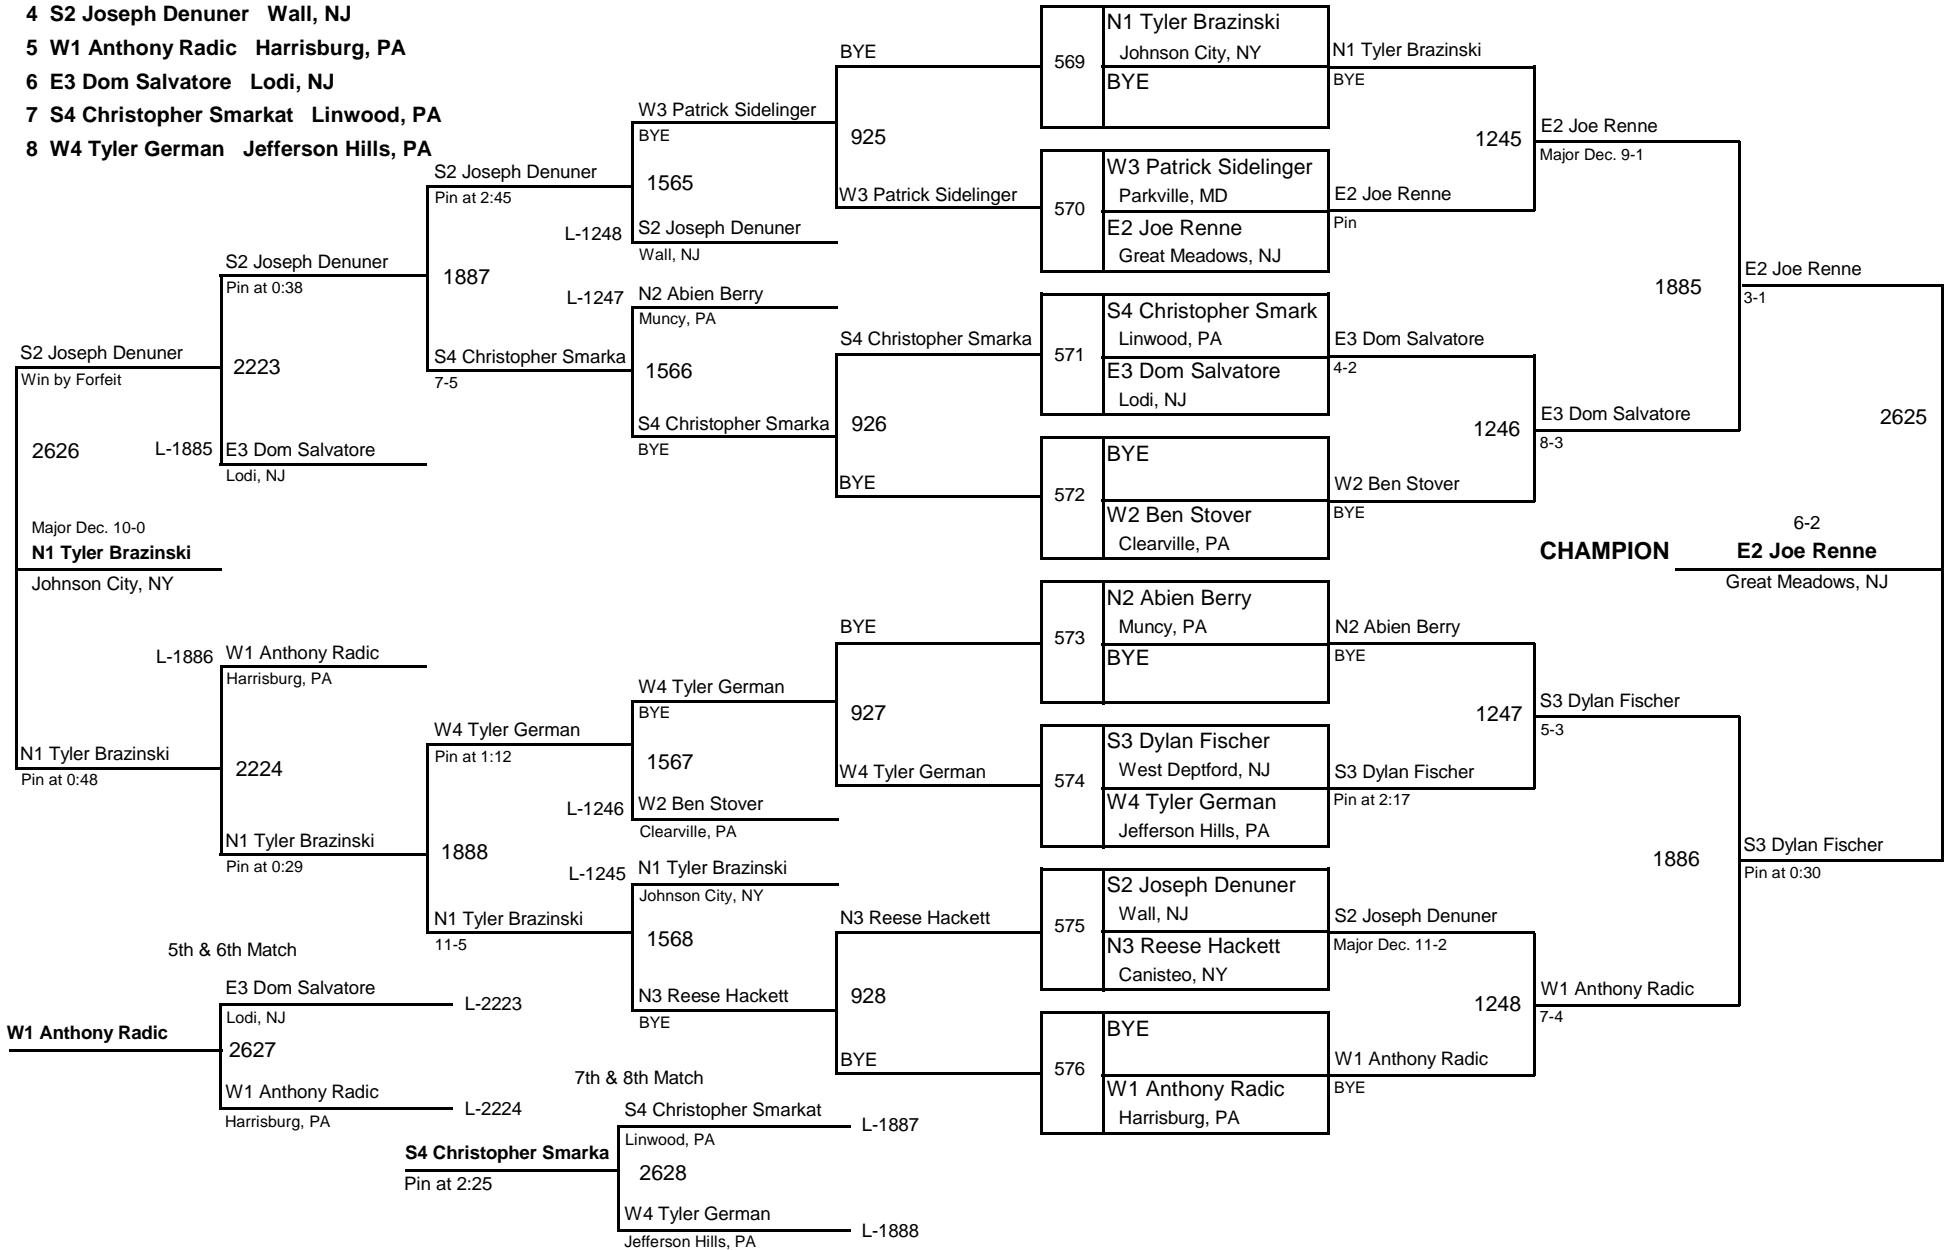 4 S2 Joseph Denuner Wall, NJ
5 W1 Anthony Radic Harrisburg, PA
6 E3 Dom Salvatore Lodi, NJ
7 S4 Christopher Smarkat Linwood, PA
8 W4 Tyler German Jefferson Hills, PA
S2 Joseph Denuner
Win by Forfeit
2626
Major Dec. 10-0
N1 Tyler Brazinski
Johnson City, NY
N1 Tyler Brazinski
Pin at 0:48
S2 Joseph Denuner
Pin at 0:38
2223
L-1885
E3 Dom Salvatore
Lodi, NJ
L-1886
W1 Anthony Radic
Harrisburg, PA
2224
N1 Tyler Brazinski
Pin at 0:29
5th & 6th Match
E3 Dom Salvatore
L-2223
Lodi, NJ
W1 Anthony Radic
2627
W1 Anthony Radic
L-2224
Harrisburg, PA
S2 Joseph Denuner
Pin at 2:45
1887
S4 Christopher Smarka
7-5
W4 Tyler German
Pin at 1:12
1888
N1 Tyler Brazinski
11-5
7th & 8th Match
S4 Christopher Smarkat
L-1887
Linwood, PA
S4 Christopher Smarka
Pin at 2:25
2628
W4 Tyler German
L-1888
Jefferson Hills, PA
W3 Patrick Sidelinger
BYE
1565
L-1248
S2 Joseph Denuner
Wall, NJ
L-1247
N2 Abien Berry
Muncy, PA
1566
S4 Christopher Smarka
BYE
W4 Tyler German
BYE
1567
L-1246
W2 Ben Stover
Clearville, PA
L-1245
N1 Tyler Brazinski
Johnson City, NY
1568
N3 Reese Hackett
BYE
BYE
925
W3 Patrick Sidelinger
S4 Christopher Smarka
926
BYE
BYE
927
W4 Tyler German
N3 Reese Hackett
928
BYE
569
N1 Tyler Brazinski
Johnson City, NY
BYE
570
W3 Patrick Sidelinger
Parkville, MD
E2 Joe Renne
Great Meadows, NJ
571
S4 Christopher Smark
Linwood, PA
E3 Dom Salvatore
Lodi, NJ
572
BYE
W2 Ben Stover
Clearville, PA
573
N2 Abien Berry
Muncy, PA
BYE
574
S3 Dylan Fischer
West Deptford, NJ
W4 Tyler German
Jefferson Hills, PA
575
S2 Joseph Denuner
Wall, NJ
N3 Reese Hackett
Canisteo, NY
576
BYE
W1 Anthony Radic
Harrisburg, PA
N1 Tyler Brazinski
BYE
1245
E2 Joe Renne
Pin
E3 Dom Salvatore
4-2
1246
W2 Ben Stover
BYE
N2 Abien Berry
BYE
1247
S3 Dylan Fischer
Pin at 2:17
S2 Joseph Denuner
Major Dec. 11-2
1248
W1 Anthony Radic
BYE
E2 Joe Renne
Major Dec. 9-1
1885
E3 Dom Salvatore
8-3
S3 Dylan Fischer
5-3
1886
W1 Anthony Radic
7-4
E2 Joe Renne
3-1
2625
6-2
CHAMPION
E2 Joe Renne
Great Meadows, NJ
S3 Dylan Fischer
Pin at 0:30